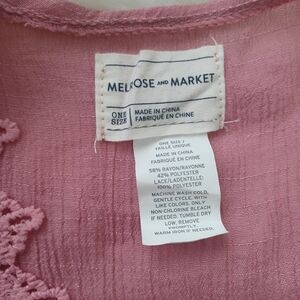 MELROSE AND MARKET
ONE SIZE
MADE IN CHINA
FABRIQUÉ EN CHINE
ONE SIZE /
TAILLE UNIQUE
MADE IN CHINA
FABRIQUÉ EN CHINE
58% RAYON/RAYONNE
42% POLYESTER
LACE/LADENTELLE:
100% POLYESTER
MACHINE WASH COLD,
GENTLE CYCLE, WITH
LIKE COLORS. ONLY
NON-CHLORINE BLEACH
IF NEEDED. TUMBLE DRY
LOW, REMOVE
PROMPTLY.
WARM IRON IF NEEDED.